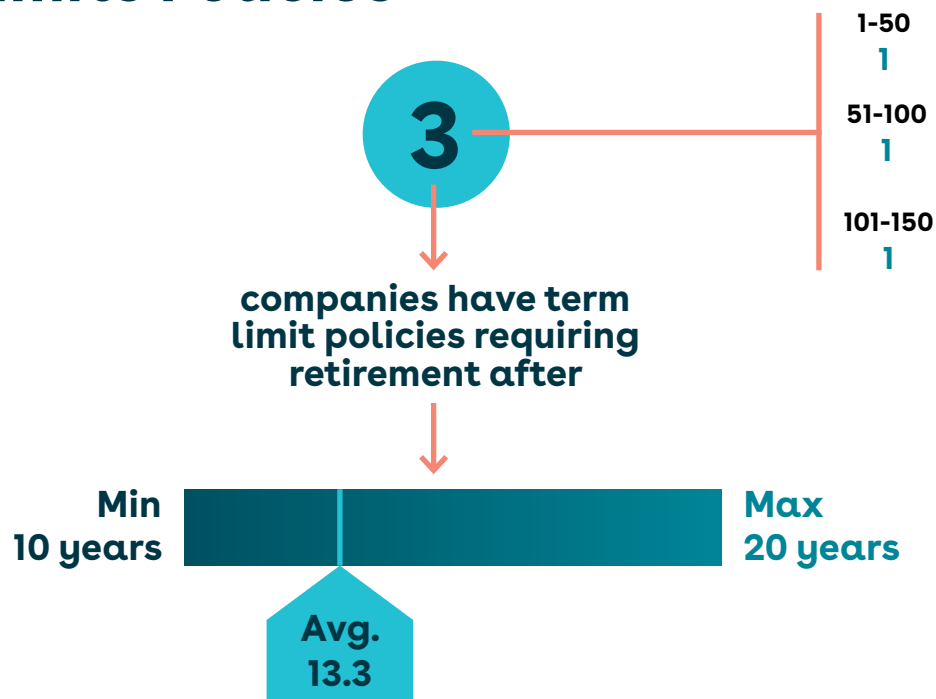 3
1-50
1
51-100
1
101-150
1
companies have term
limit policies requiring
retirement after
Min
10 years
Max
20 years
Avg.
13.3